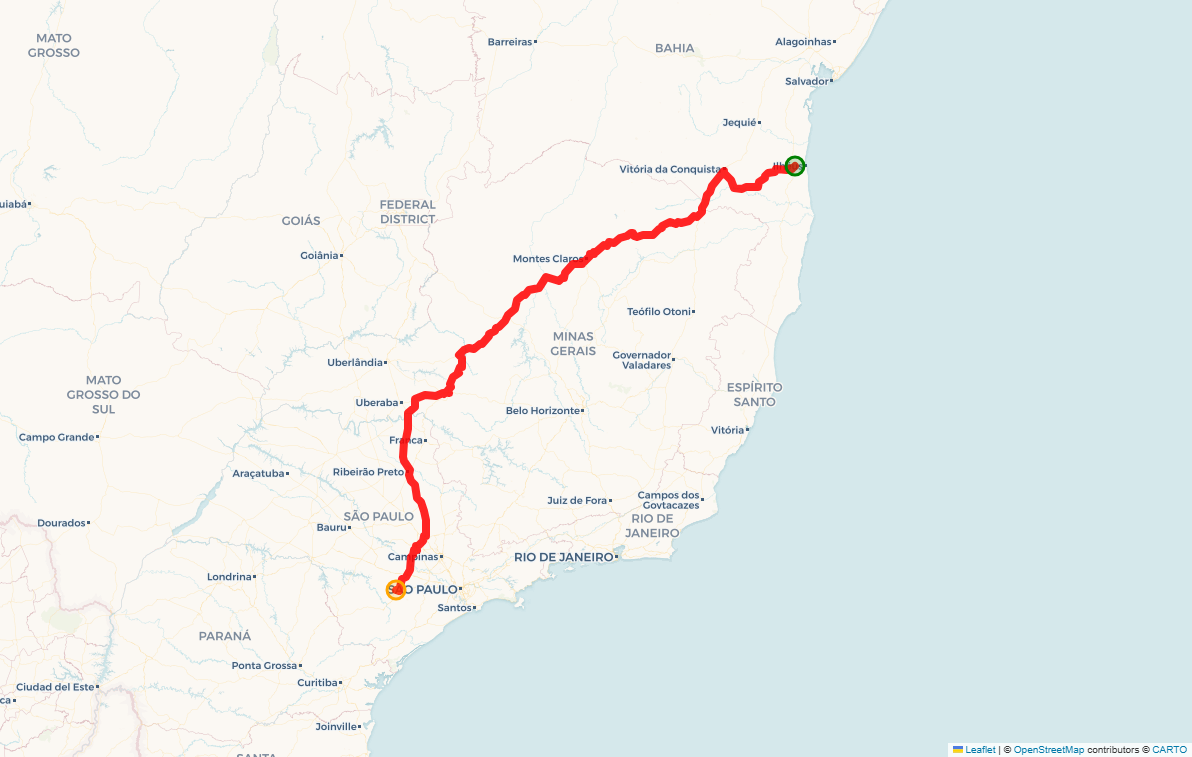 MATO
GROSSO
Barreiras
BAHIA
Alagoinhas
Salvador
Jequié
Vitória da Conquista
uiabá
FEDERAL
DISTRICT
GOIÁS
Goiânia
Montes Claros
Teófilo Otoni
MINAS
GERAIS
Governador
Valadares
Uberlândia
MATO
GROSSO DO
SUL
ESPÍRITO
SANTO
Uberaba
Belo Horizonte
Vitória
Campo Grande
Franca
Araçatuba
Ribeirão Preto
Juiz de Fora
Campos dos
Goytacazes
SÃO PAULO
RIO DE
JANEIRO
Dourados
Bauru
Campinas
RIO DE JANEIRO
Londrina
SÃO PAULO
Santos
PARANÁ
Ponta Grossa
Curitiba
Ciudad del Este
ca
Joinville
SANTA
Leaflet | © OpenStreetMap contributors © CARTO